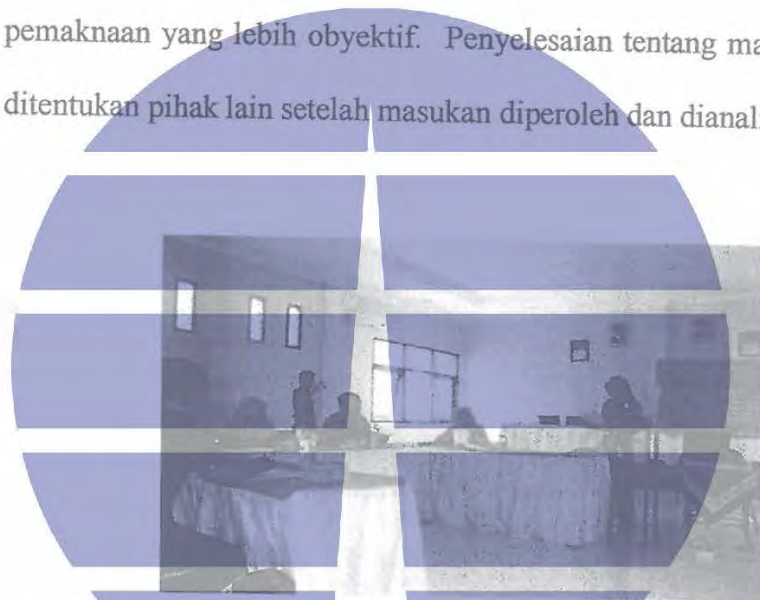 pemaknaan yang lebih obyektif. Penyelesaian tentang
ditentukan pihak lain setelah masukan diperoleh dan